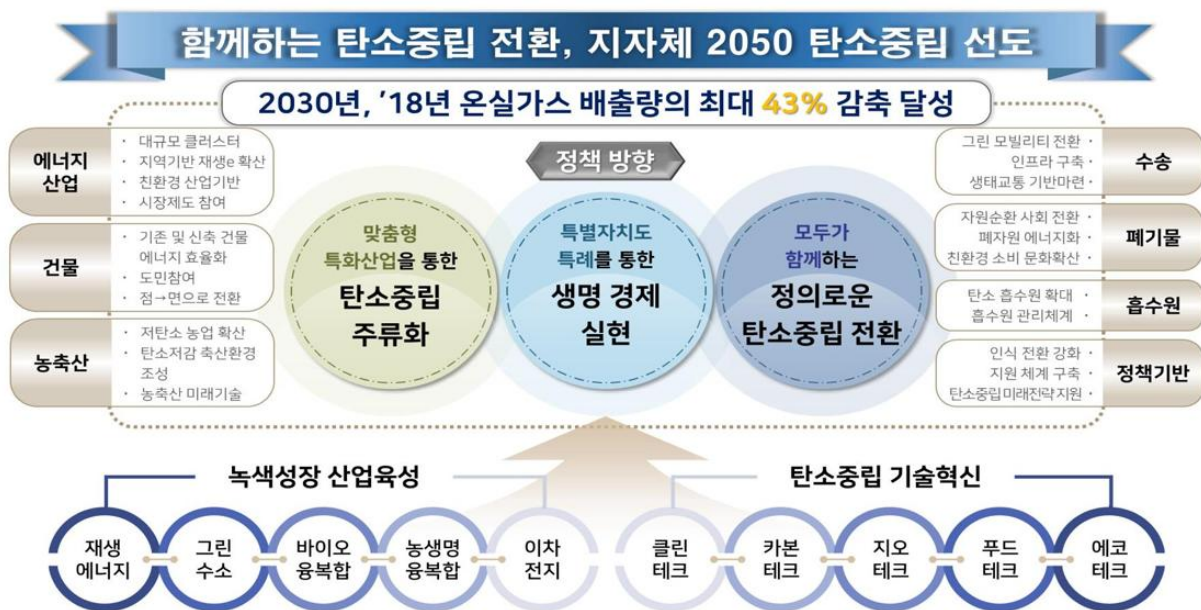 함께하는 탄소중립 전환, 지자체 2050 탄소중립 선도
2030년, '18년 온실가스 배출량의 최대 43% 감축 달성
에너지
산업
· 대규모 클러스터
· 지역기반 재생e 확산
· 친환경 산업기반
· 시장제도 참여
건물
· 기존 및 신축 건물
에너지 효율화
· 도민참여
· 점→면으로 전환
농축산
· 저탄소 농업 확산
· 탄소저감 축산환경
조성
· 농축산 미래기술
정책 방향
맞춤형
특화산업을 통한
탄소중립
주류화
특별자치도
특례를 통한
생명 경제
실현
모두가
함께하는
정의로운
탄소중립 전환
그린 모빌리티 전환 ·
인프라 구축 ·
생태교통 기반마련 ·
수송
자원순환 사회 전환 ·
폐자원 에너지화 ·
친환경 소비 문화확산 ·
폐기물
탄소 흡수원 확대 ·
흡수원 관리체계 ·
흡수원
인식 전환 강화 ·
지원 체계 구축 ·
탄소중립미래전략지원 ·
정책기반
녹색성장 산업육성
재생
에너지
그린
수소
바이오
융복합
농생명
융복합
이차
전지
탄소중립 기술혁신
클린
테크
카본
테크
지오
테크
푸드
테크
에코
테크